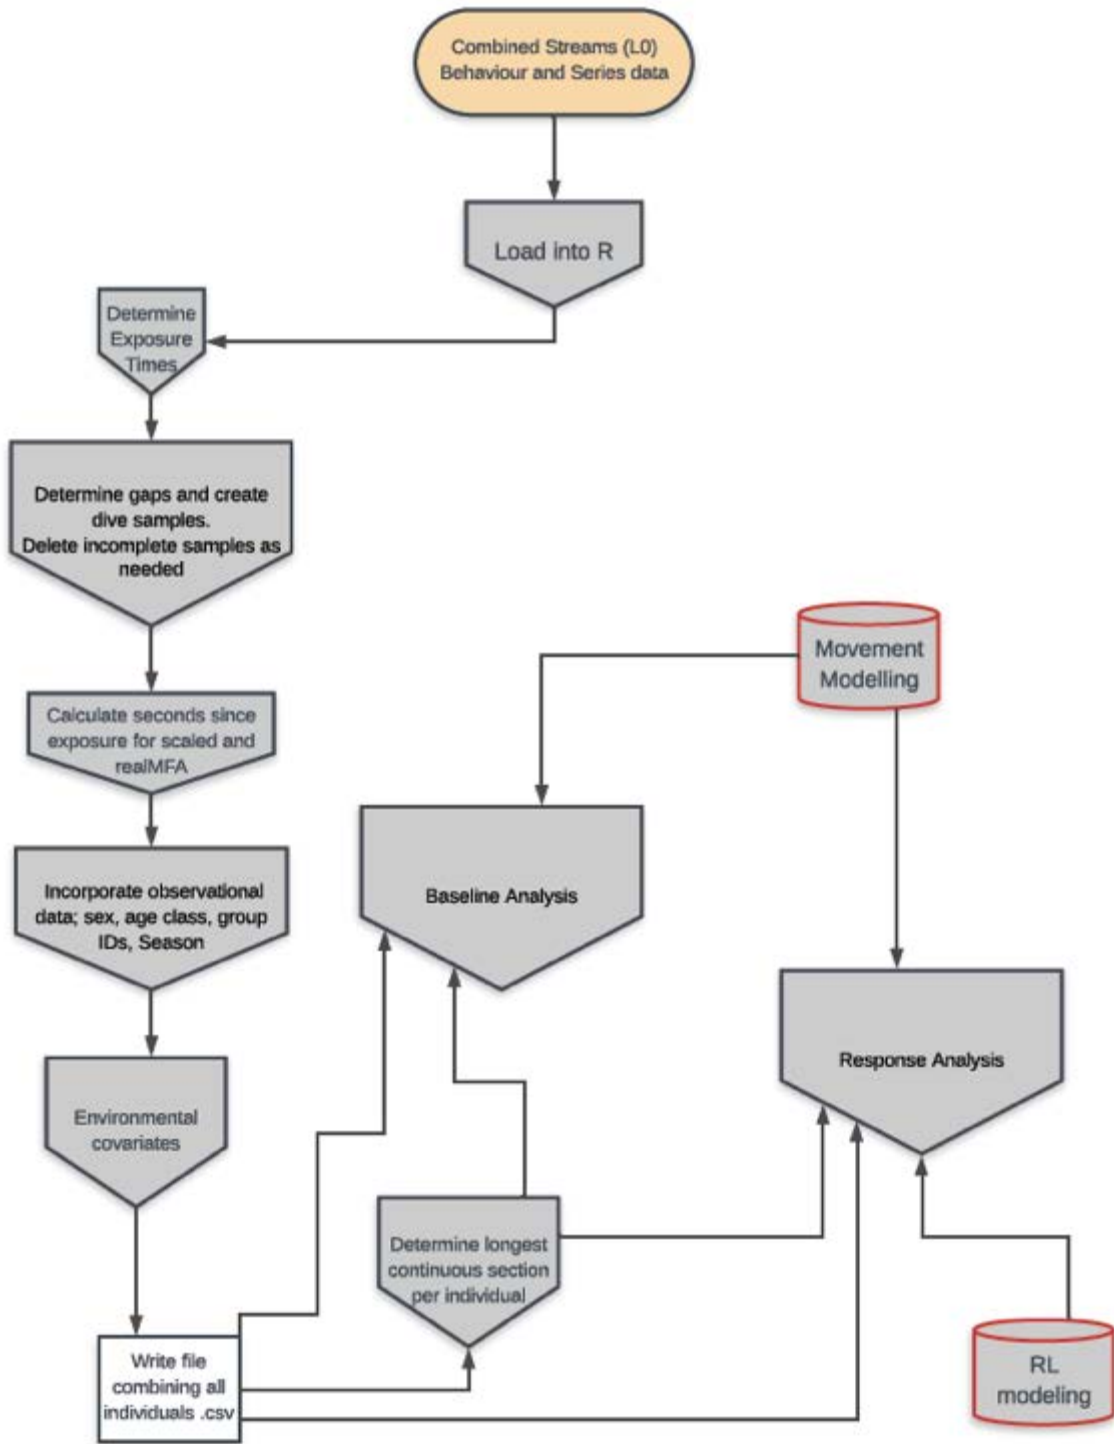 Combined Streams (L0)
Behaviour and Series data
Load into R
Determine
Exposure
Times
Determine gaps and create
dive samples.
Delete incomplete samples as
needed
Movement
Modelling
Calculate seconds since
exposure for scaled and
realMFA
Incorporate observational
data; sex, age class, group
IDs, Season
Baseline Analysis
Response Analysis
Environmental
covariates
Determine longest
continuous section
per individual
Write file
combining all
individuals .csv
RL
modeling